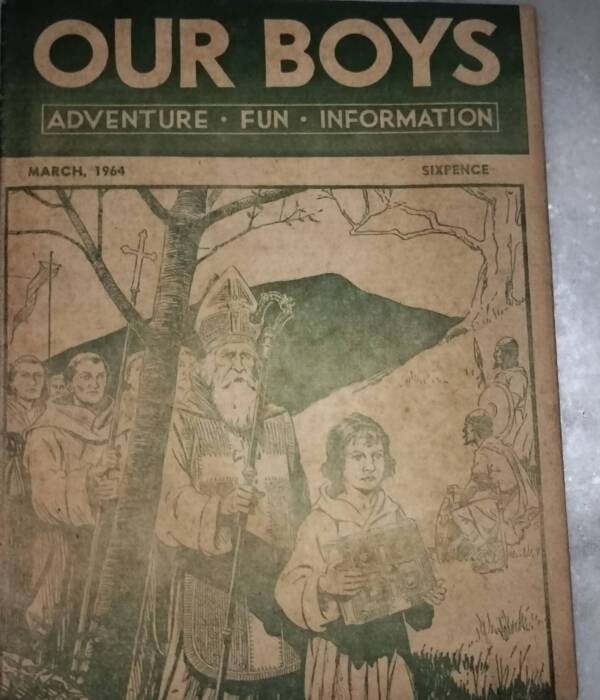 OUR BOYS
ADVENTURE · FUN · INFORMATION
MARCH, 1964
SIXPENCE